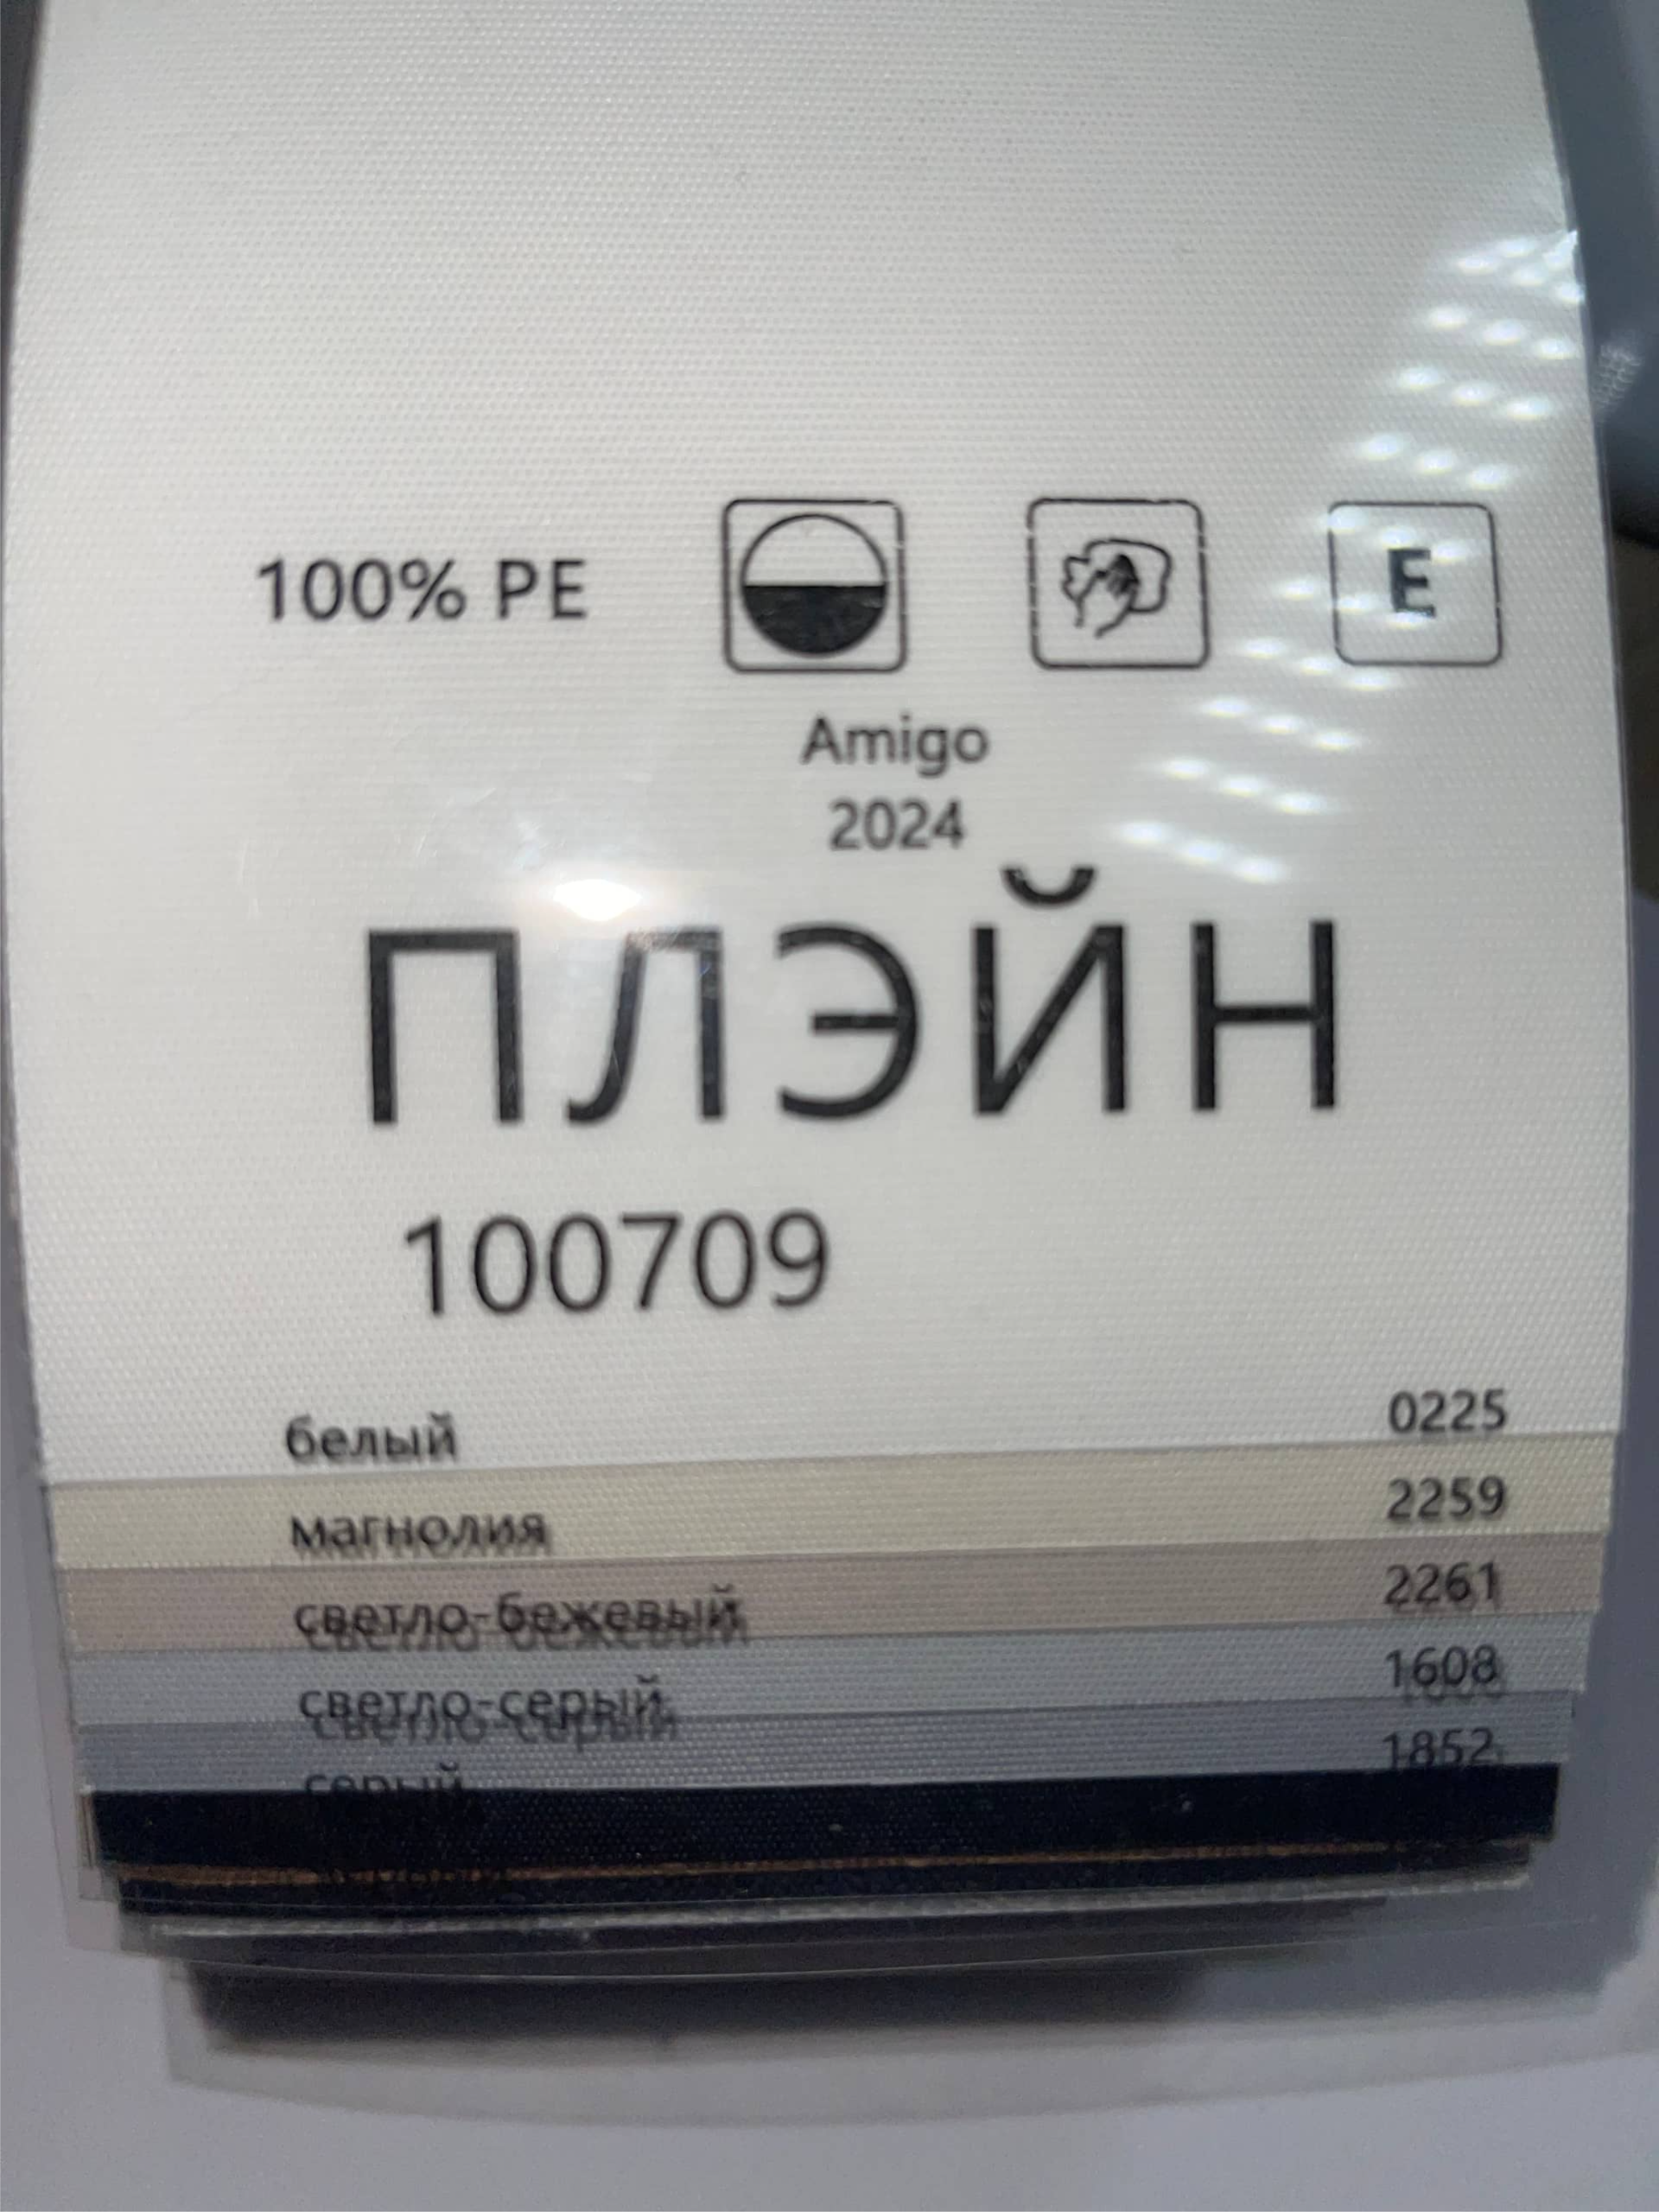 100% PE
E
Amigo
2024
ПЛЭЙН
100709
белый 0225
магнолия 2259
светло-бежевый 2261
светло-серый 1608
серый 1852